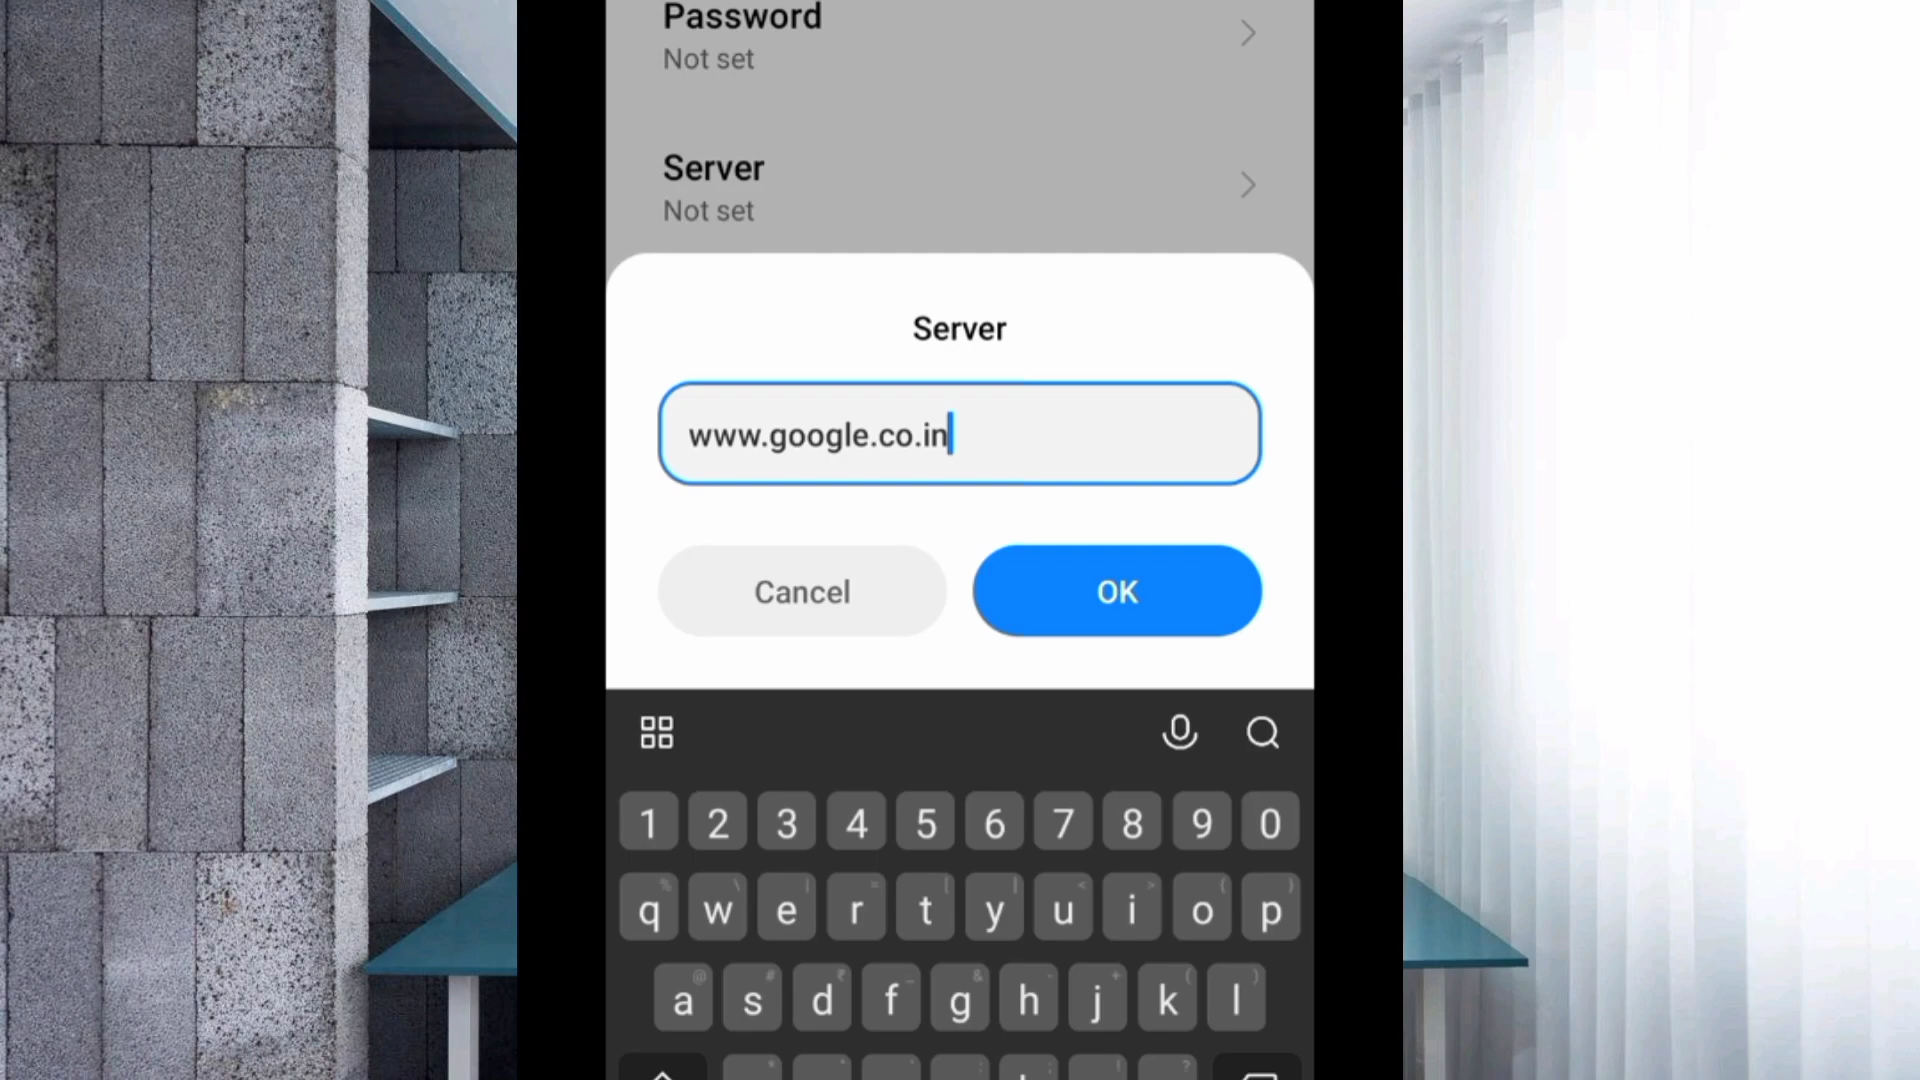 Password
Not set
Server
Not set
Server
www.google.co.in
Cancel
OK
1 2 3 4 5 6 7 8 9 0
q w e r t y u i o p
a s d f g h j k l